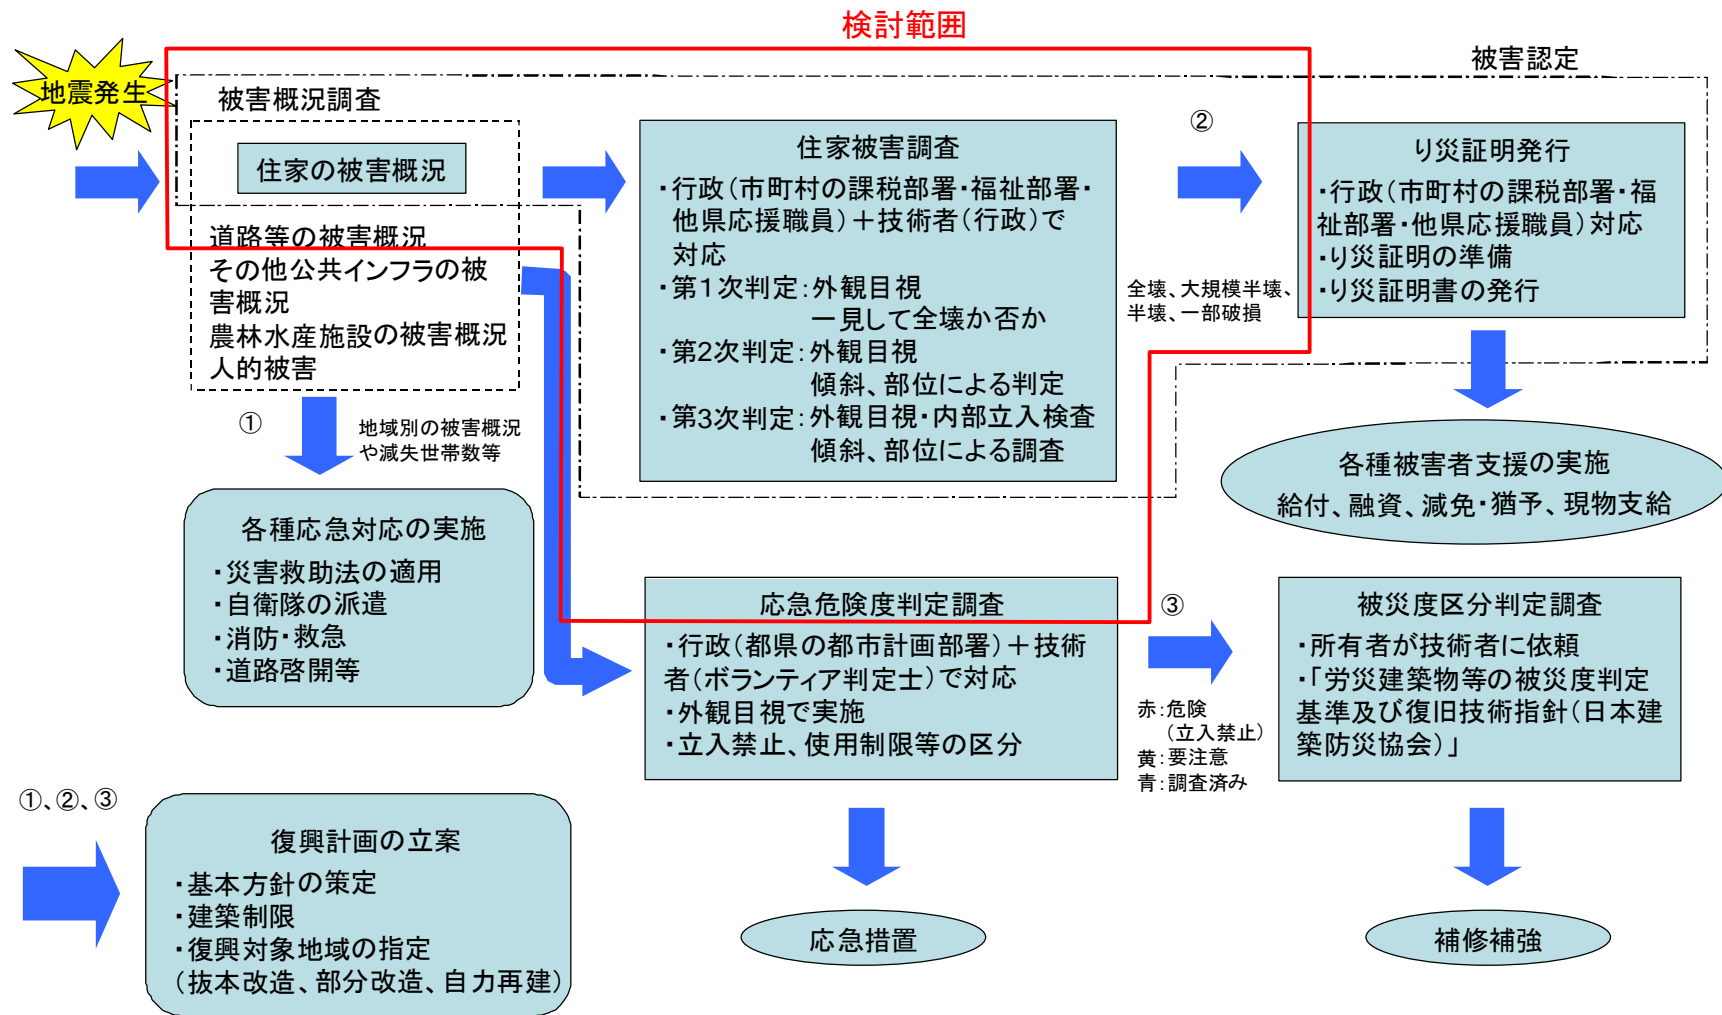 検討範囲
地震発生
被害認定
被害概況調査
住家の被害概況
道路等の被害概況
その他公共インフラの被
害概況
農林水産施設の被害概況
人的被害
住家被害調査
・行政(市町村の課税部署・福祉部署・
他県応援職員)＋技術者(行政)で
対応
・第1次判定:外観目視
一見して全壊か否か
・第2次判定:外観目視
傾斜、部位による判定
・第3次判定:外観目視・内部立入検査
傾斜、部位による調査
②
全壊、大規模半壊、
半壊、一部破損
り災証明発行
・行政(市町村の課税部署・福
祉部署・他県応援職員)対応
・り災証明の準備
・り災証明書の発行
①
地域別の被害概況
や減失世帯数等
各種応急対応の実施
・災害救助法の適用
・自衛隊の派遣
・消防・救急
・道路啓開等
各種被害者支援の実施
給付、融資、減免・猶予、現物支給
応急危険度判定調査
・行政(都県の都市計画部署)＋技術
者(ボランティア判定士)で対応
・外観目視で実施
・立入禁止、使用制限等の区分
③
赤:危険
(立入禁止)
黄:要注意
青:調査済み
被災度区分判定調査
・所有者が技術者に依頼
・「労災建築物等の被災度判定
基準及び復旧技術指針(日本建
築防災協会)」
①、②、③
復興計画の立案
・基本方針の策定
・建築制限
・復興対象地域の指定
(抜本改造、部分改造、自力再建)
応急措置
補修補強